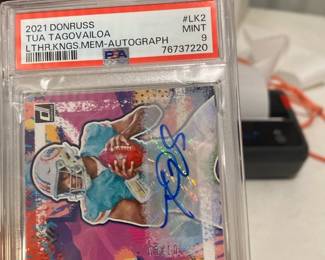 2021 DONRUSS #LK2
TUA TAGOVAILOA MINT
LTHR.KNGS.MEM-AUTOGRAPH 9
PSA 76737220